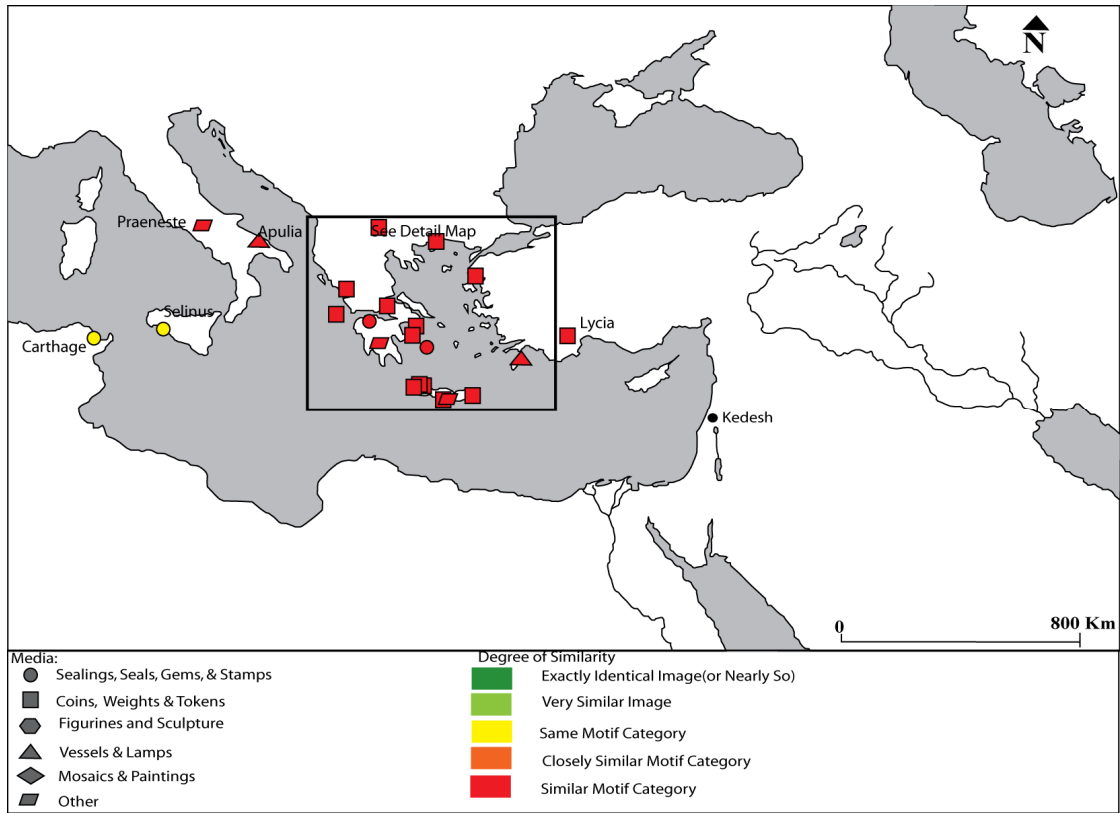 N
Praeneste
Apulia
See Detail Map
Selinus
Carthage
Lycia
Kedesh
0
800 Km
Media:
Sealings, Seals, Gems, & Stamps
Coins, Weights & Tokens
Figurines and Sculpture
Vessels & Lamps
Mosaics & Paintings
Other
Degree of Similarity
Exactly Identical Image(or Nearly So)
Very Similar Image
Same Motif Category
Closely Similar Motif Category
Similar Motif Category